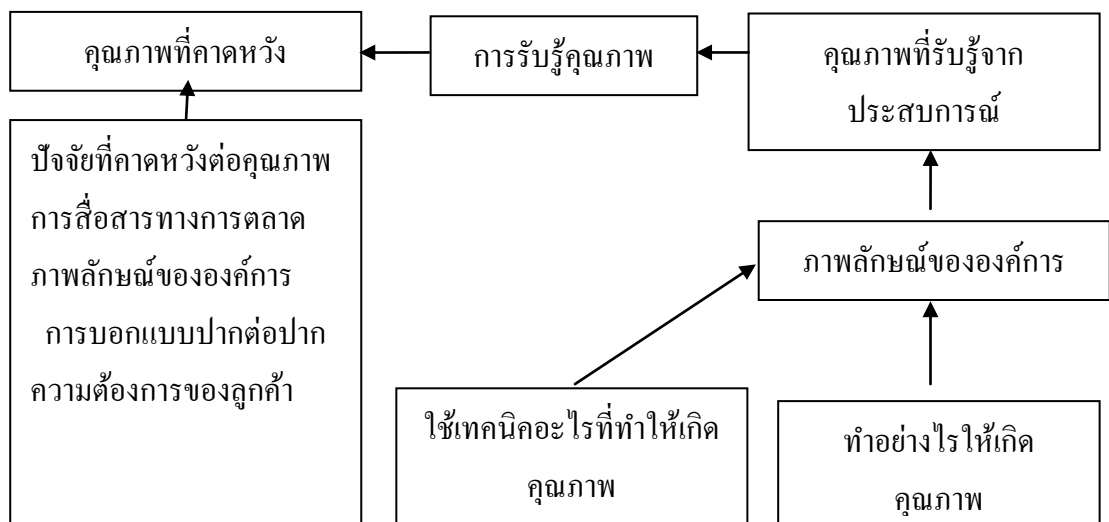 คุณภาพที่คาดหวัง
การรับรู้คุณภาพ
คุณภาพที่รับรู้จาก
ประสบการณ์
ปัจจัยที่คาดหวังต่อคุณภาพ
การสื่อสารทางการตลาด
ภาพลักษณ์ขององค์การ
การบอกแบบปากต่อปาก
ความต้องการของลูกค้า
ภาพลักษณ์ขององค์การ
ใช้เทคนิคอะไรที่ทำให้เกิด
คุณภาพ
ทำอย่างไรให้เกิด
คุณภาพ